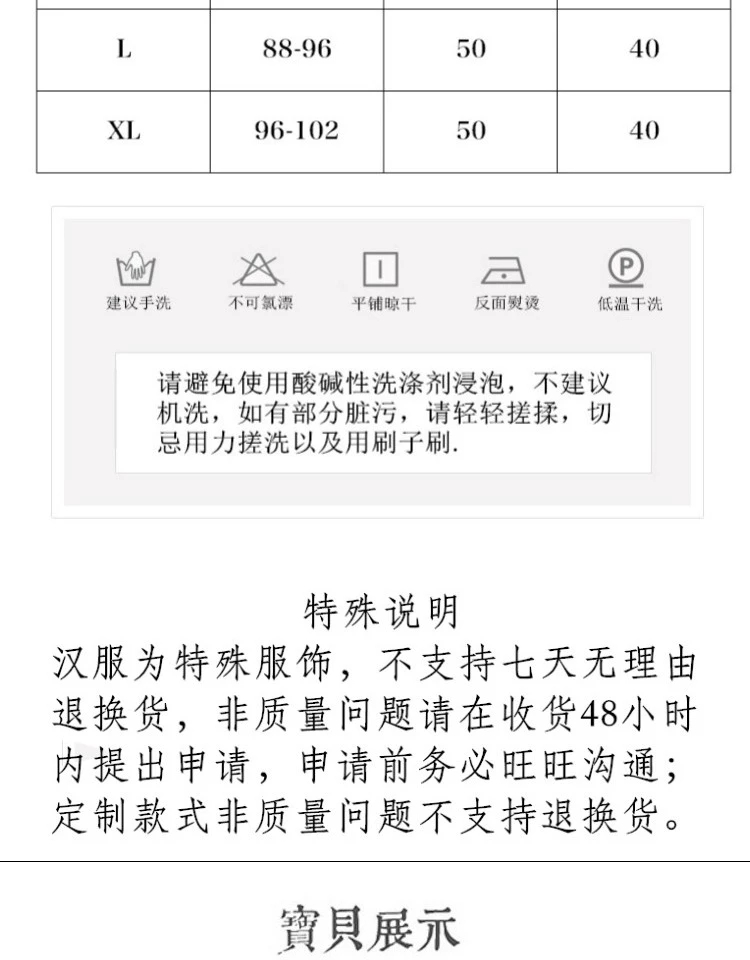 L 88-96 50 40
XL 96-102 50 40
建议手洗 不可氯漂 平铺晾干 反面熨烫 低温干洗
请避免使用酸碱性洗涤剂浸泡，不建议
机洗，如有部分脏污，请轻轻搓揉，切
忌用力搓洗以及用刷子刷.
特殊说明
汉服为特殊服饰，不支持七天无理由
退换货，非质量问题请在收货48小时
内提出申请，申请前务必旺旺沟通；
定制款式非质量问题不支持退换货。
寶贝展示